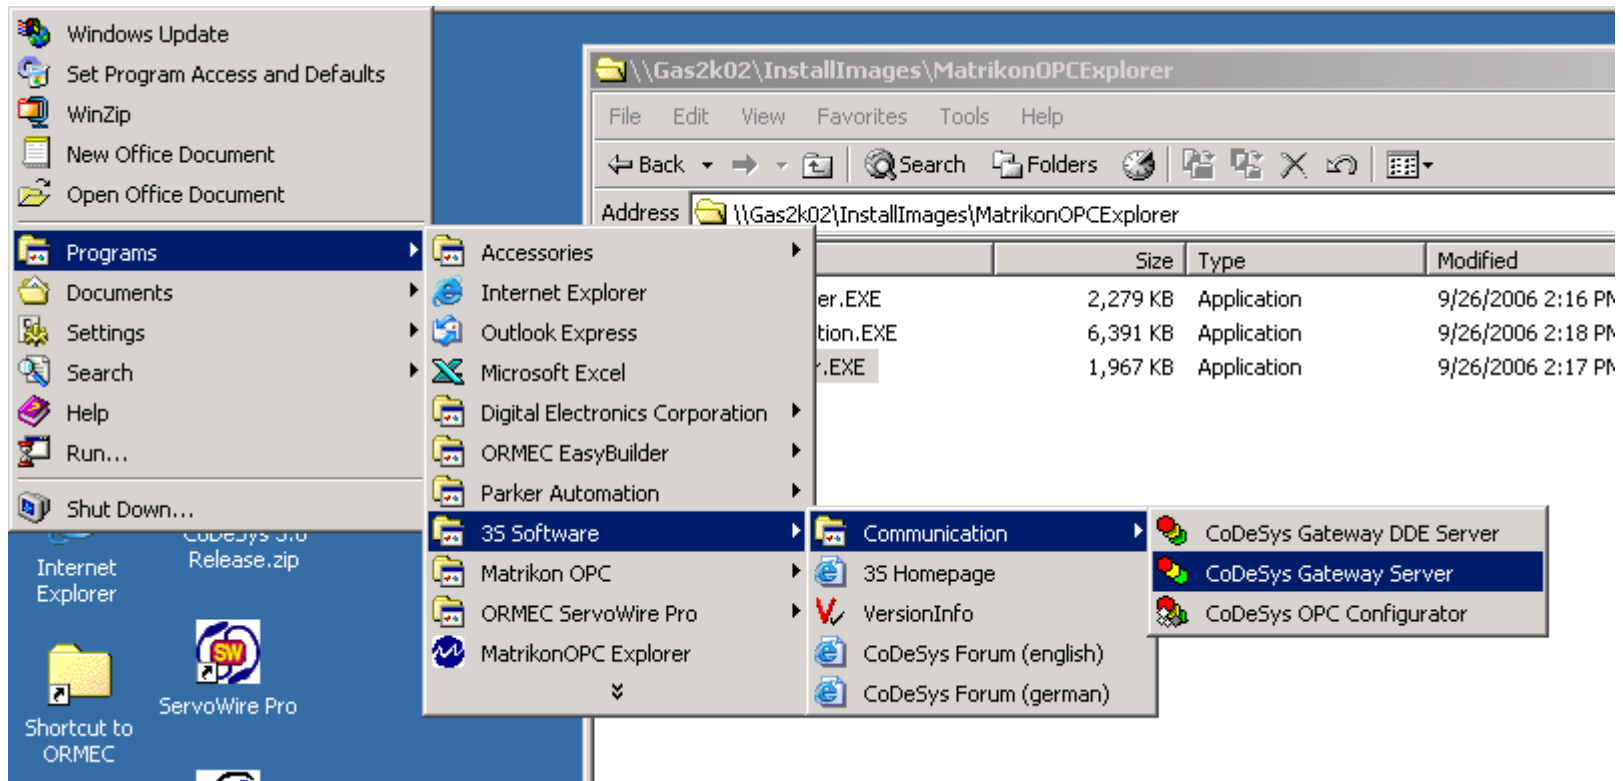 Windows Update
Set Program Access and Defaults
WinZip
New Office Document
Open Office Document
Programs
Documents
Settings
Search
Help
Run...
Shut Down...
\\Gas2k02\InstallImages\MatrikonOPCExplorer
File Edit View Favorites Tools Help
Back Search Folders
Address \\Gas2k02\InstallImages\MatrikonOPCExplorer
Size Type Modified
er.EXE 2,279 KB Application 9/26/2006 2:16 PM
tion.EXE 6,391 KB Application 9/26/2006 2:18 PM
r.EXE 1,967 KB Application 9/26/2006 2:17 PM
Accessories
Internet Explorer
Outlook Express
Microsoft Excel
Digital Electronics Corporation
ORMEC EasyBuilder
Parker Automation
3S Software
Matrikon OPC
ORMEC ServoWire Pro
MatrikonOPC Explorer
Communication
3S Homepage
VersionInfo
CoDeSys Forum (english)
CoDeSys Forum (german)
CoDeSys Gateway DDE Server
CoDeSys Gateway Server
CoDeSys OPC Configurator
Internet
Explorer
Release.zip
SW
ServoWire Pro
Shortcut to
ORMEC